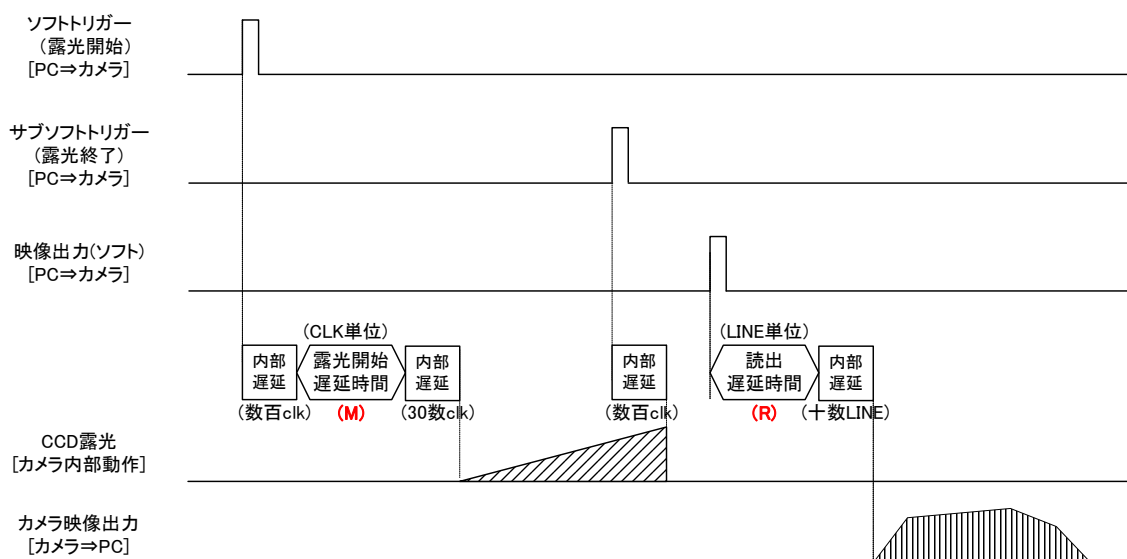 ソフトトリガー
(露光開始)
[PC⇒カメラ]
サブソフトトリガー
(露光終了)
[PC⇒カメラ]
映像出力(ソフト)
[PC⇒カメラ]
(CLK単位)
(LINE単位)
内部
遅延
露光開始
遅延時間
内部
遅延
内部
遅延
読出
遅延時間
内部
遅延
(数百clk)
(M)
(30数clk)
(数百clk)
(R)
(十数LINE)
CCD露光
[カメラ内部動作]
カメラ映像出力
[カメラ⇒PC]